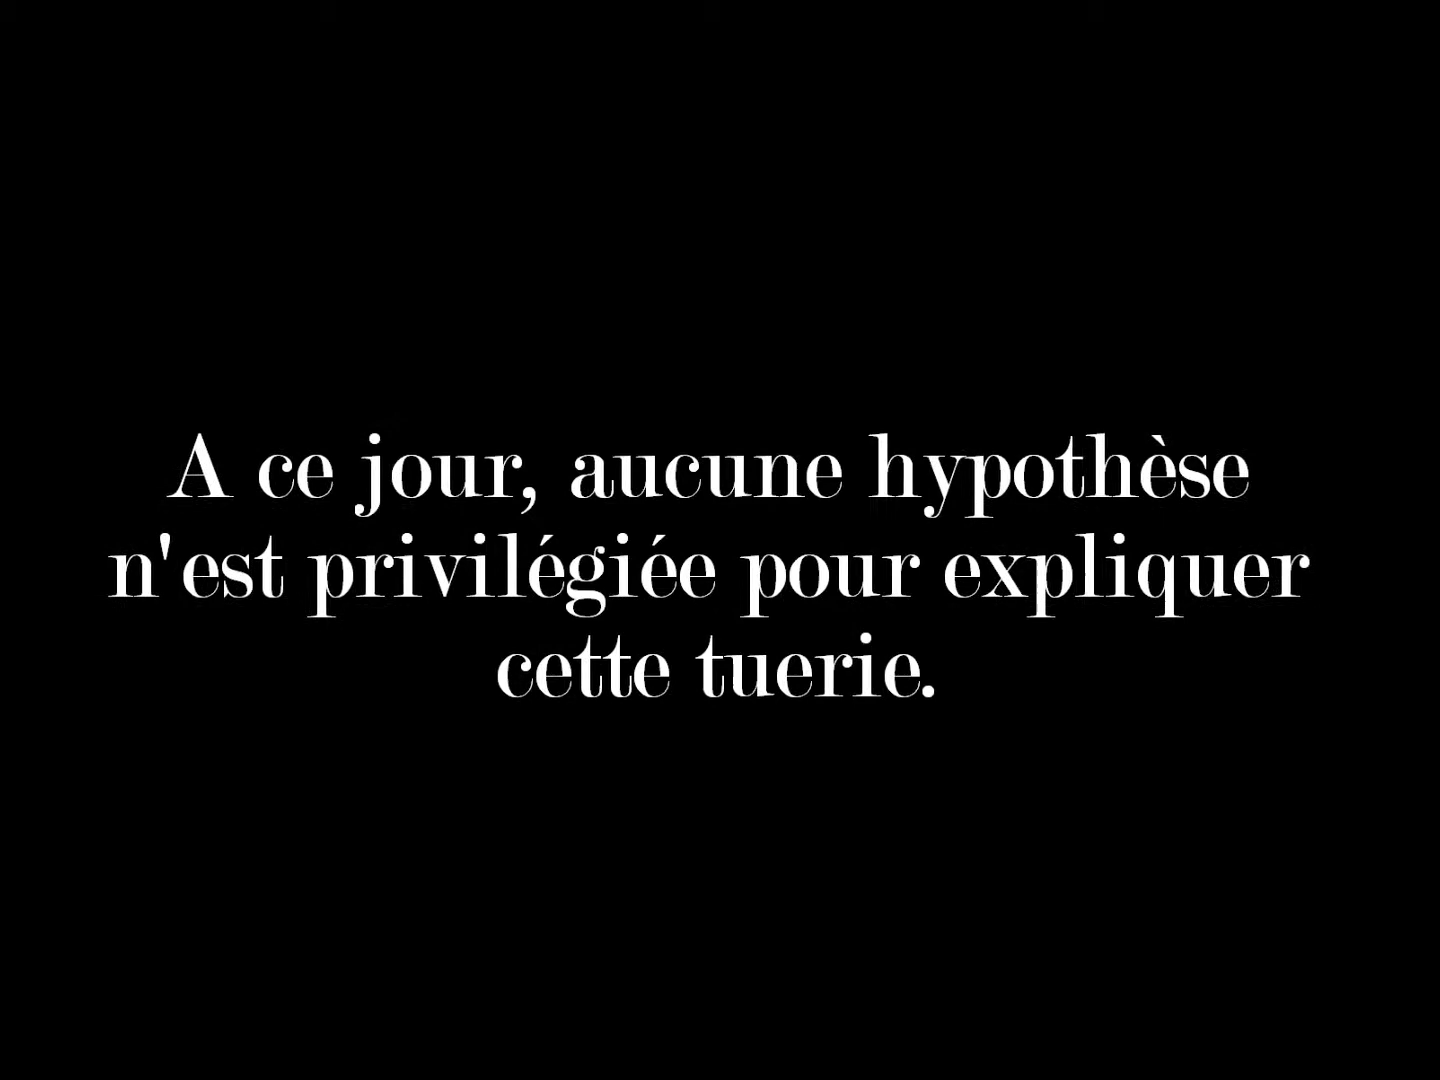 A ce jour, aucune hypothèse
n'est privilégiée pour expliquer
cette tuerie.